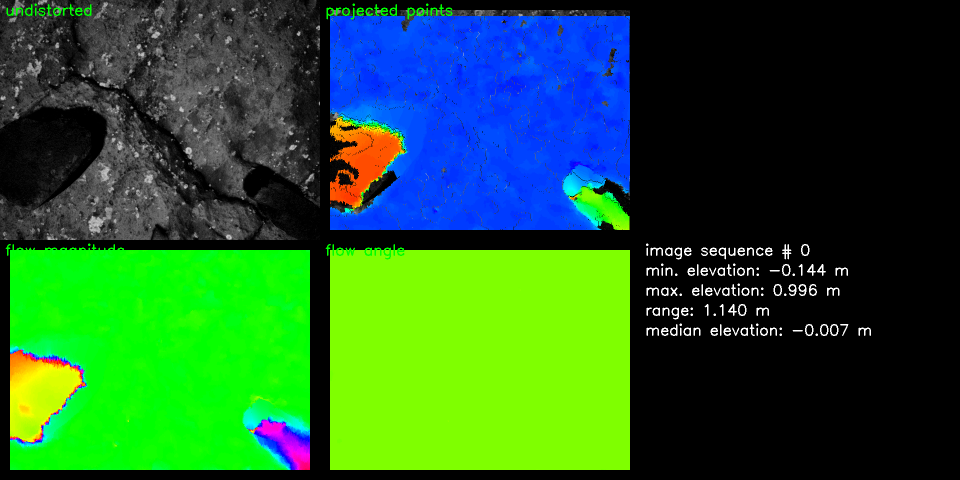 undistorted
projected points
flow magnitude
flow angle
image sequence # 0
min. elevation: -0.144 m
max. elevation: 0.996 m
range: 1.140 m
median elevation: -0.007 m